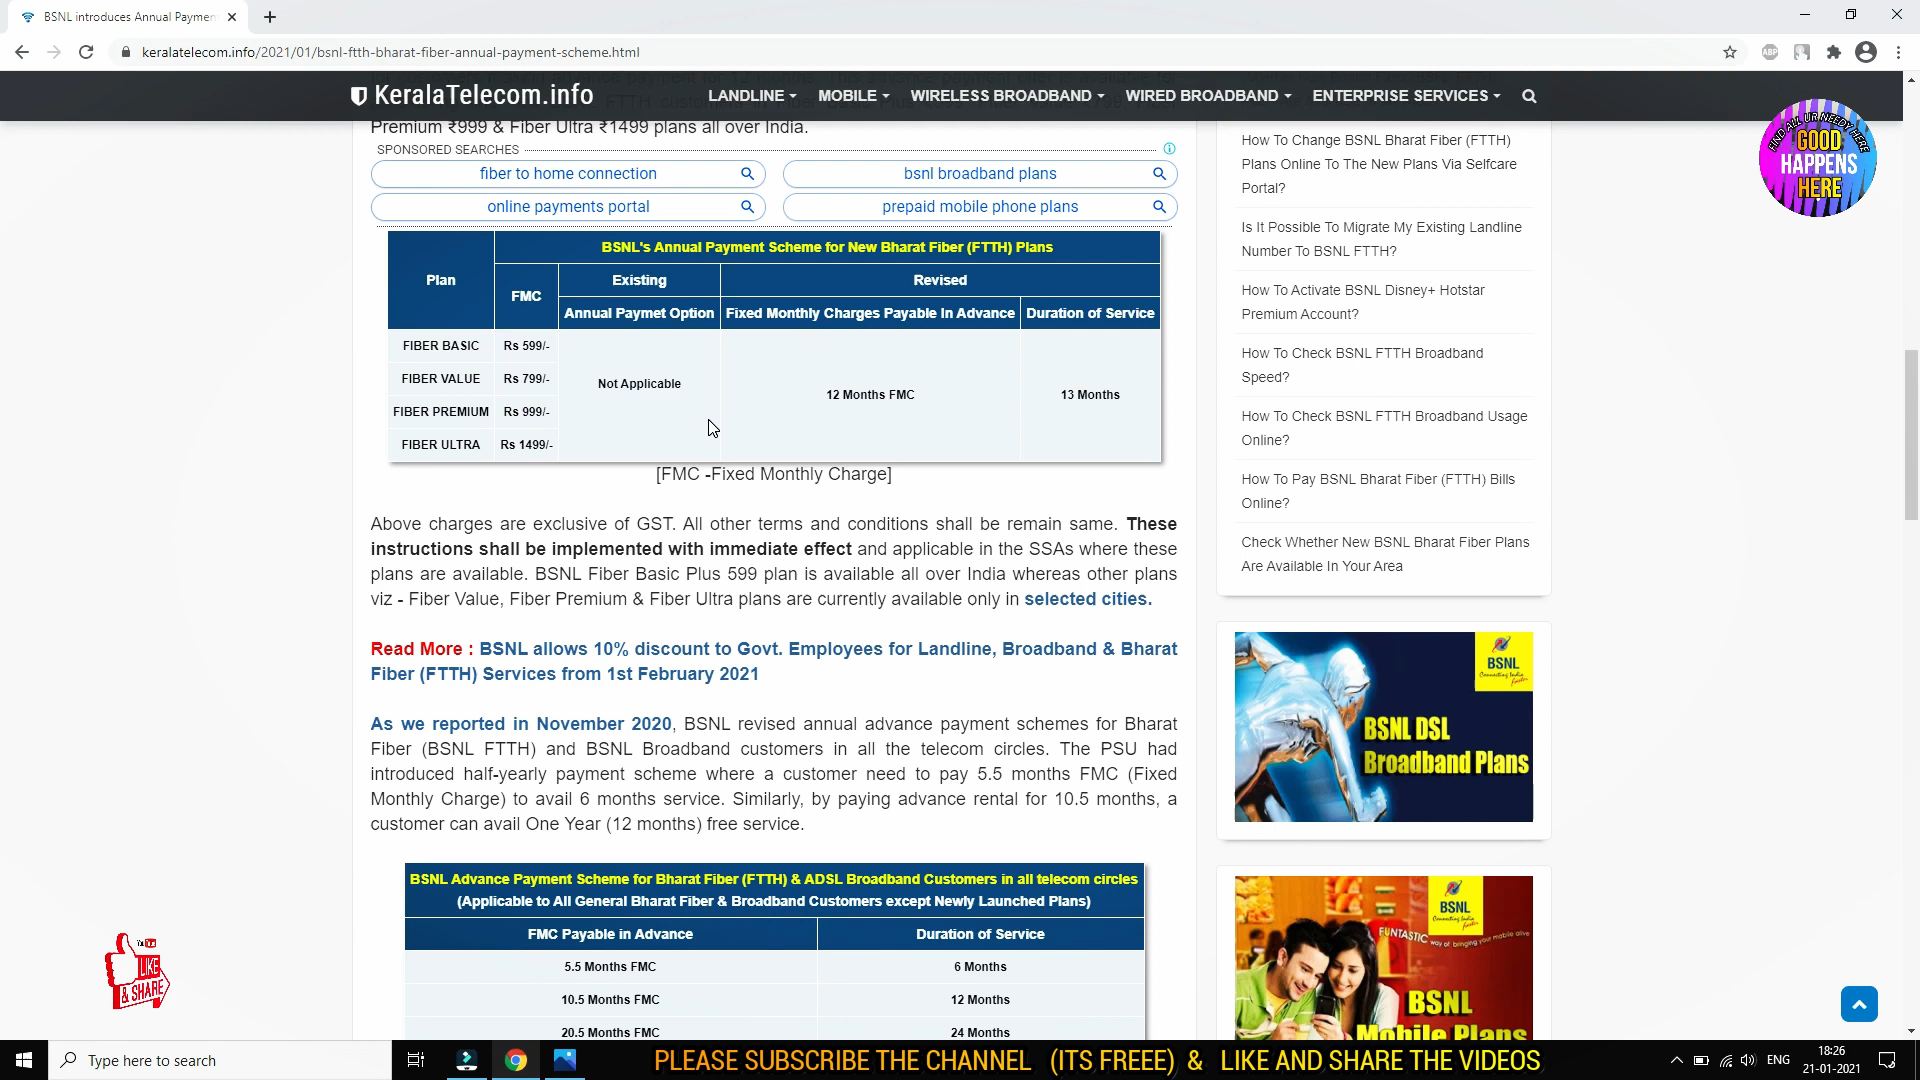 BSNL introduces Annual Paymen
keralatelecom.info/2021/01/bsnl-ftth-bharat-fiber-annual-payment-scheme.html
ABP
KeralaTelecom.info
LANDLINE
MOBILE
WIRELESS BROADBAND
WIRED BROADBAND
ENTERPRISE SERVICES
Premium ₹999 & Fiber Ultra ₹1499 plans all over India.
SPONSORED SEARCHES
fiber to home connection
bsnl broadband plans
online payments portal
prepaid mobile phone plans
BSNL's Annual Payment Scheme for New Bharat Fiber (FTTH) Plans
Plan
FMC
Existing
Revised
Annual Paymet Option
Fixed Monthly Charges Payable In Advance
Duration of Service
FIBER BASIC
Rs 599/-
FIBER VALUE
Rs 799/-
FIBER PREMIUM
Rs 999/-
FIBER ULTRA
Rs 1499/-
Not Applicable
12 Months FMC
13 Months
[FMC -Fixed Monthly Charge]
Above charges are exclusive of GST. All other terms and conditions shall be remain same. These
instructions shall be implemented with immediate effect and applicable in the SSAs where these
plans are available. BSNL Fiber Basic Plus 599 plan is available all over India whereas other plans
viz - Fiber Value, Fiber Premium & Fiber Ultra plans are currently available only in selected cities.
Read More : BSNL allows 10% discount to Govt. Employees for Landline, Broadband & Bharat
Fiber (FTTH) Services from 1st February 2021
As we reported in November 2020, BSNL revised annual advance payment schemes for Bharat
Fiber (BSNL FTTH) and BSNL Broadband customers in all the telecom circles. The PSU had
introduced half-yearly payment scheme where a customer need to pay 5.5 months FMC (Fixed
Monthly Charge) to avail 6 months service. Similarly, by paying advance rental for 10.5 months, a
customer can avail One Year (12 months) free service.
BSNL Advance Payment Scheme for Bharat Fiber (FTTH) & ADSL Broadband Customers in all telecom circles
(Applicable to All General Bharat Fiber & Broadband Customers except Newly Launched Plans)
FMC Payable in Advance
Duration of Service
5.5 Months FMC
6 Months
10.5 Months FMC
12 Months
20.5 Months FMC
24 Months
How To Change BSNL Bharat Fiber (FTTH)
Plans Online To The New Plans Via Selfcare
Portal?
Is It Possible To Migrate My Existing Landline
Number To BSNL FTTH?
How To Activate BSNL Disney+ Hotstar
Premium Account?
How To Check BSNL FTTH Broadband
Speed?
How To Check BSNL FTTH Broadband Usage
Online?
How To Pay BSNL Bharat Fiber (FTTH) Bills
Online?
Check Whether New BSNL Bharat Fiber Plans
Are Available In Your Area
BSNL
Connecting India
Faster
BSNL DSL
Broadband Plans
BSNL
Connecting India
FUNTASTIC way of bringing your mobile alive
BSNL
Mobile Plans
FIND ALL UR NEEDY HERE
GOOD
HAPPENS
HERE
LIKE
& SHARE
Type here to search
PLEASE SUBSCRIBE THE CHANNEL (ITS FREEE) & LIKE AND SHARE THE VIDEOS
ENG
18:26
21-01-2021